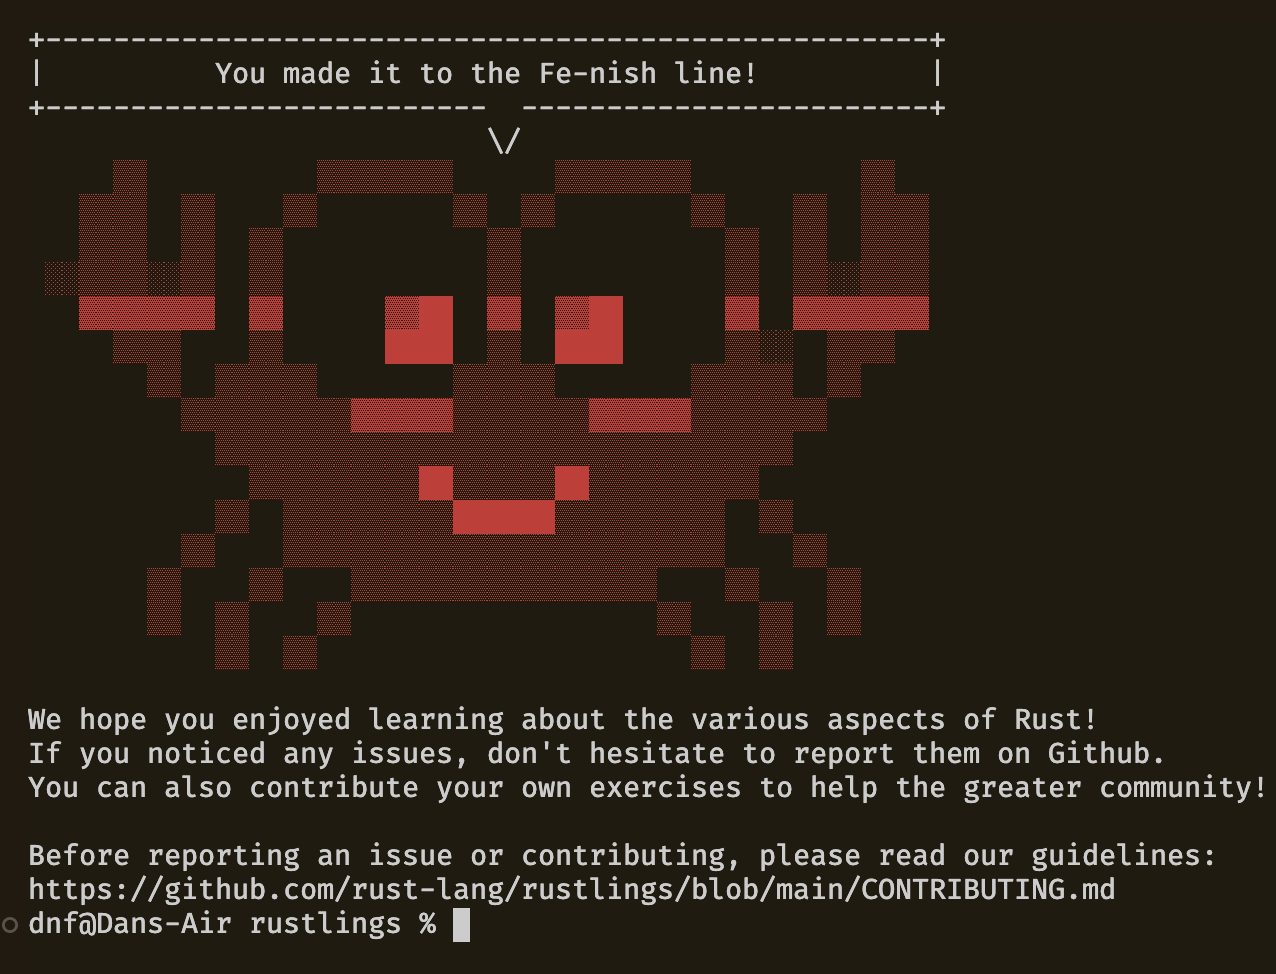 +----------------------------------------------------+
|          You made it to the Fe-nish line!          |
+--------------------------  ------------------------+
\/
We hope you enjoyed learning about the various aspects of Rust!
If you noticed any issues, don't hesitate to report them on Github.
You can also contribute your own exercises to help the greater community!
Before reporting an issue or contributing, please read our guidelines:
https://github.com/rust-lang/rustlings/blob/main/CONTRIBUTING.md
dnf@Dans-Air rustlings %